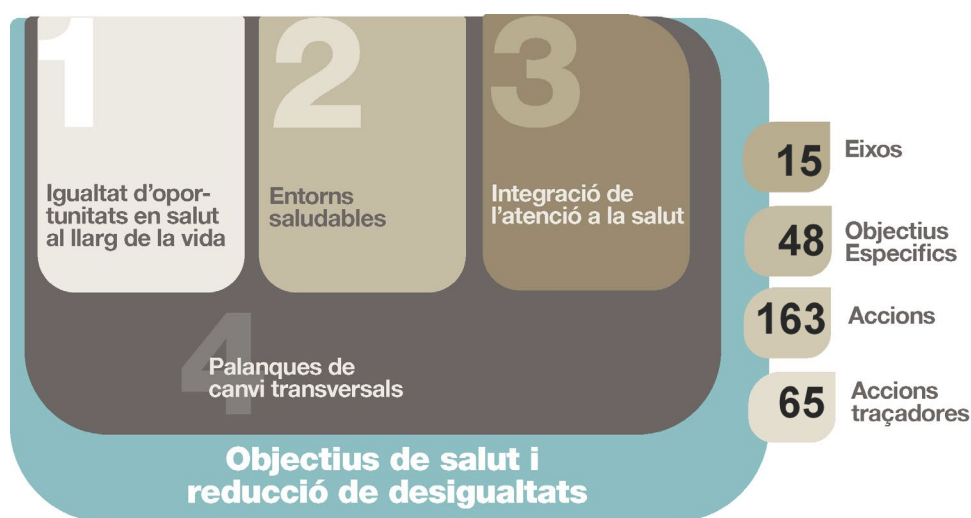 1
Igualtat d'opor-
tunitats en salut
al llarg de la vida
2
Entorns
saludables
3
Integració de
l'atenció a la salut
4
Palanques de
canvi transversals
Objectius de salut i
reducció de desigualtats
15
Eixos
48
Objectius
Especifics
163
Accions
65
Accions
traçadores